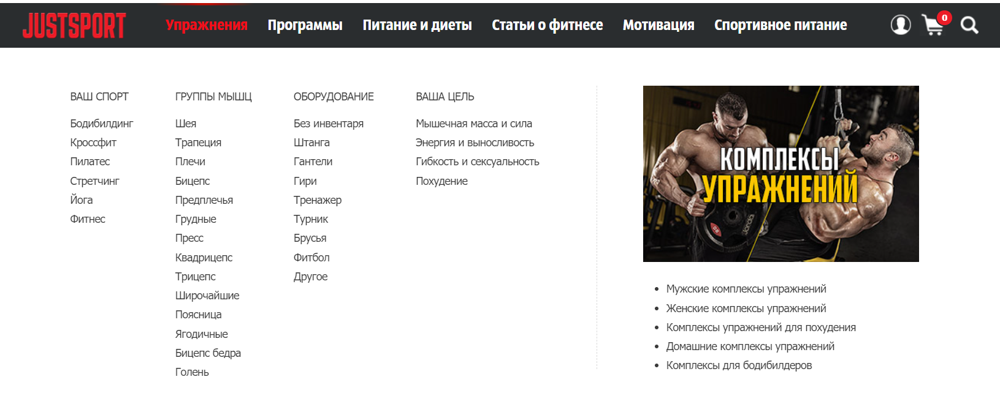 JUSTSPORT
Упражнения
Программы
Питание и диеты
Статьи о фитнесе
Мотивация
Спортивное питание
0
ВАШ СПОРТ
Бодибилдинг
Кроссфит
Пилатес
Стретчинг
Йога
Фитнес
ГРУППЫ МЫШЦ
Шея
Трапеция
Плечи
Бицепс
Предплечья
Грудные
Пресс
Квадрицепс
Трицепс
Широчайшие
Поясница
Ягодичные
Бицепс бедра
Голень
ОБОРУДОВАНИЕ
Без инвентаря
Штанга
Гантели
Гири
Тренажер
Турник
Брусья
Фитбол
Другое
ВАША ЦЕЛЬ
Мышечная масса и сила
Энергия и выносливость
Гибкость и сексуальность
Похудение
КОМПЛЕКСЫ
УПРАЖНЕНИЙ
Мужские комплексы упражнений
Женские комплексы упражнений
Комплексы упражнений для похудения
Домашние комплексы упражнений
Комплексы для бодибилдеров